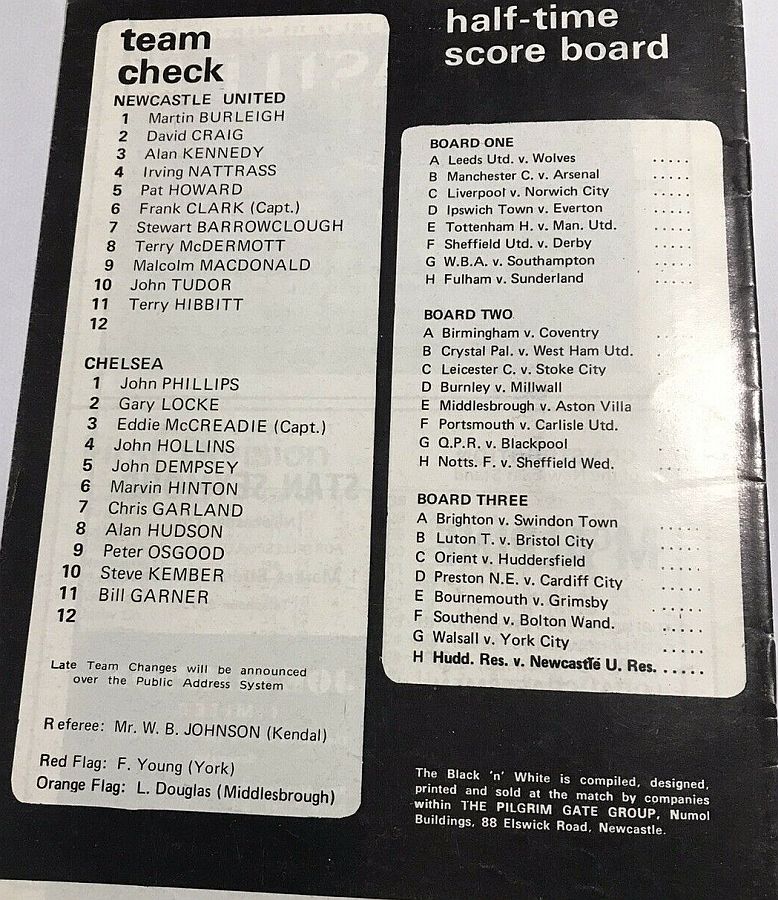 team
check
NEWCASTLE UNITED
1 Martin BURLEIGH
2 David CRAIG
3 Alan KENNEDY
4 Irving NATTRASS
5 Pat HOWARD
6 Frank CLARK (Capt.)
7 Stewart BARROWCLOUGH
8 Terry McDERMOTT
9 Malcolm MACDONALD
10 John TUDOR
11 Terry HIBBITT
12
CHELSEA
1 John PHILLIPS
2 Gary LOCKE
3 Eddie McCREADIE (Capt.)
4 John HOLLINS
5 John DEMPSEY
6 Marvin HINTON
7 Chris GARLAND
8 Alan HUDSON
9 Peter OSGOOD
10 Steve KEMBER
11 Bill GARNER
12
Late Team Changes will be announced
over the Public Address System
Referee: Mr. W. B. JOHNSON (Kendal)
Red Flag: F. Young (York)
Orange Flag: L. Douglas (Middlesbrough)
half-time
score board
BOARD ONE
A Leeds Utd. v. Wolves .....
B Manchester C. v. Arsenal .....
C Liverpool v. Norwich City .....
D Ipswich Town v. Everton .....
E Tottenham H. v. Man. Utd. .....
F Sheffield Utd. v. Derby .....
G W.B.A. v. Southampton .....
H Fulham v. Sunderland .....
BOARD TWO
A Birmingham v. Coventry
B Crystal Pal. v. West Ham Utd.
C Leicester C. v. Stoke City
D Burnley v. Millwall
E Middlesbrough v. Aston Villa
F Portsmouth v. Carlisle Utd.
G Q.P.R. v. Blackpool
H Notts. F. v. Sheffield Wed.
BOARD THREE
A Brighton v. Swindon Town .....
B Luton T. v. Bristol City .....
C Orient v. Huddersfield .....
D Preston N.E. v. Cardiff City .....
E Bournemouth v. Grimsby .....
F Southend v. Bolton Wand. .....
G Walsall v. York City .....
H Hudd. Res. v. Newcastle U. Res. ......
The Black 'n' White is compiled, designed,
printed and sold at the match by companies
within THE PILGRIM GATE GROUP, Numol
Buildings, 88 Elswick Road, Newcastle.